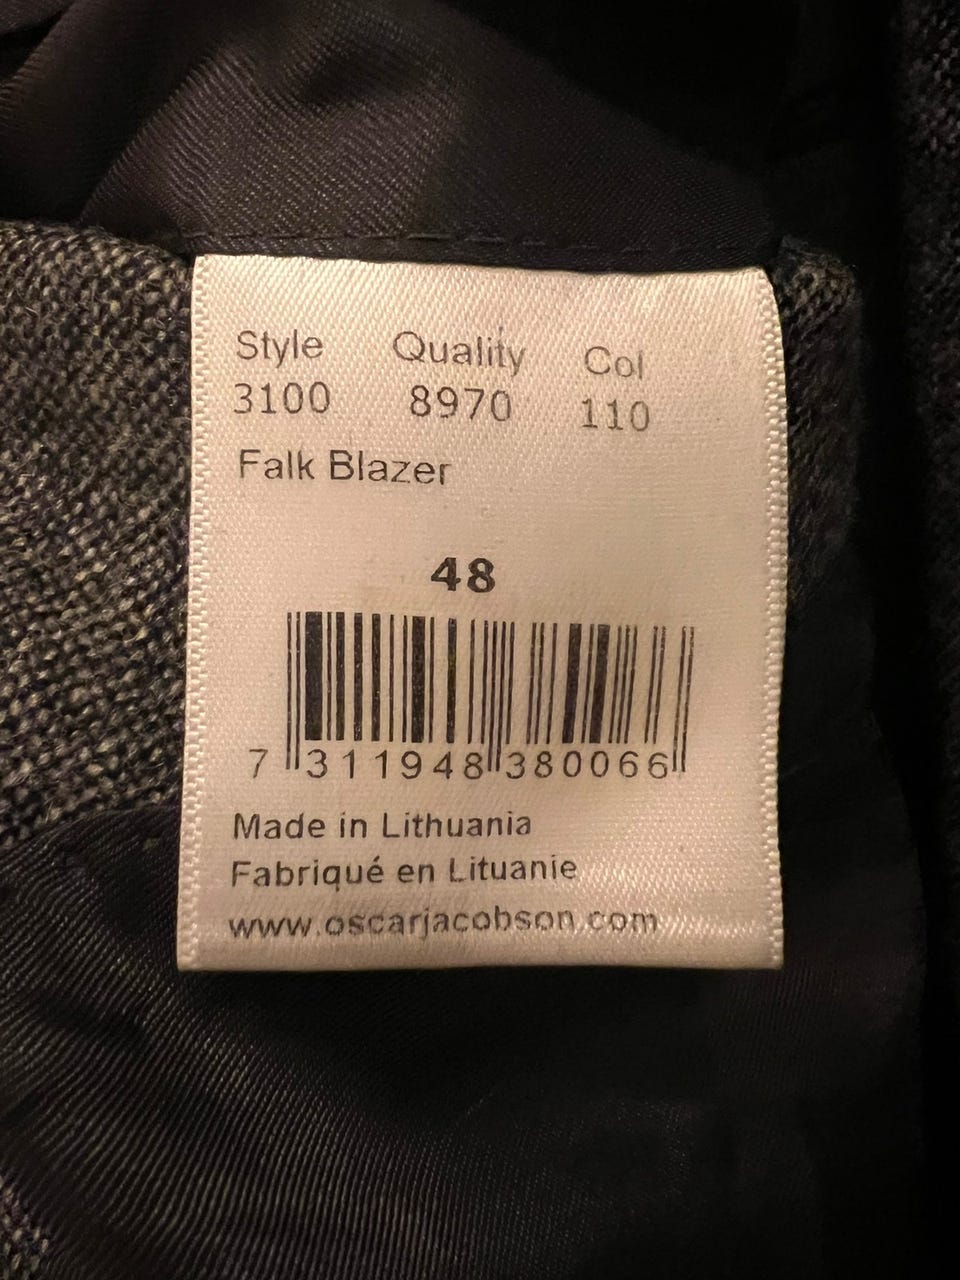 Style Quality Col
3100 8970 110
Falk Blazer
48
7 311948 380066
Made in Lithuania
Fabriqué en Lituanie
www.oscarjacobson.com